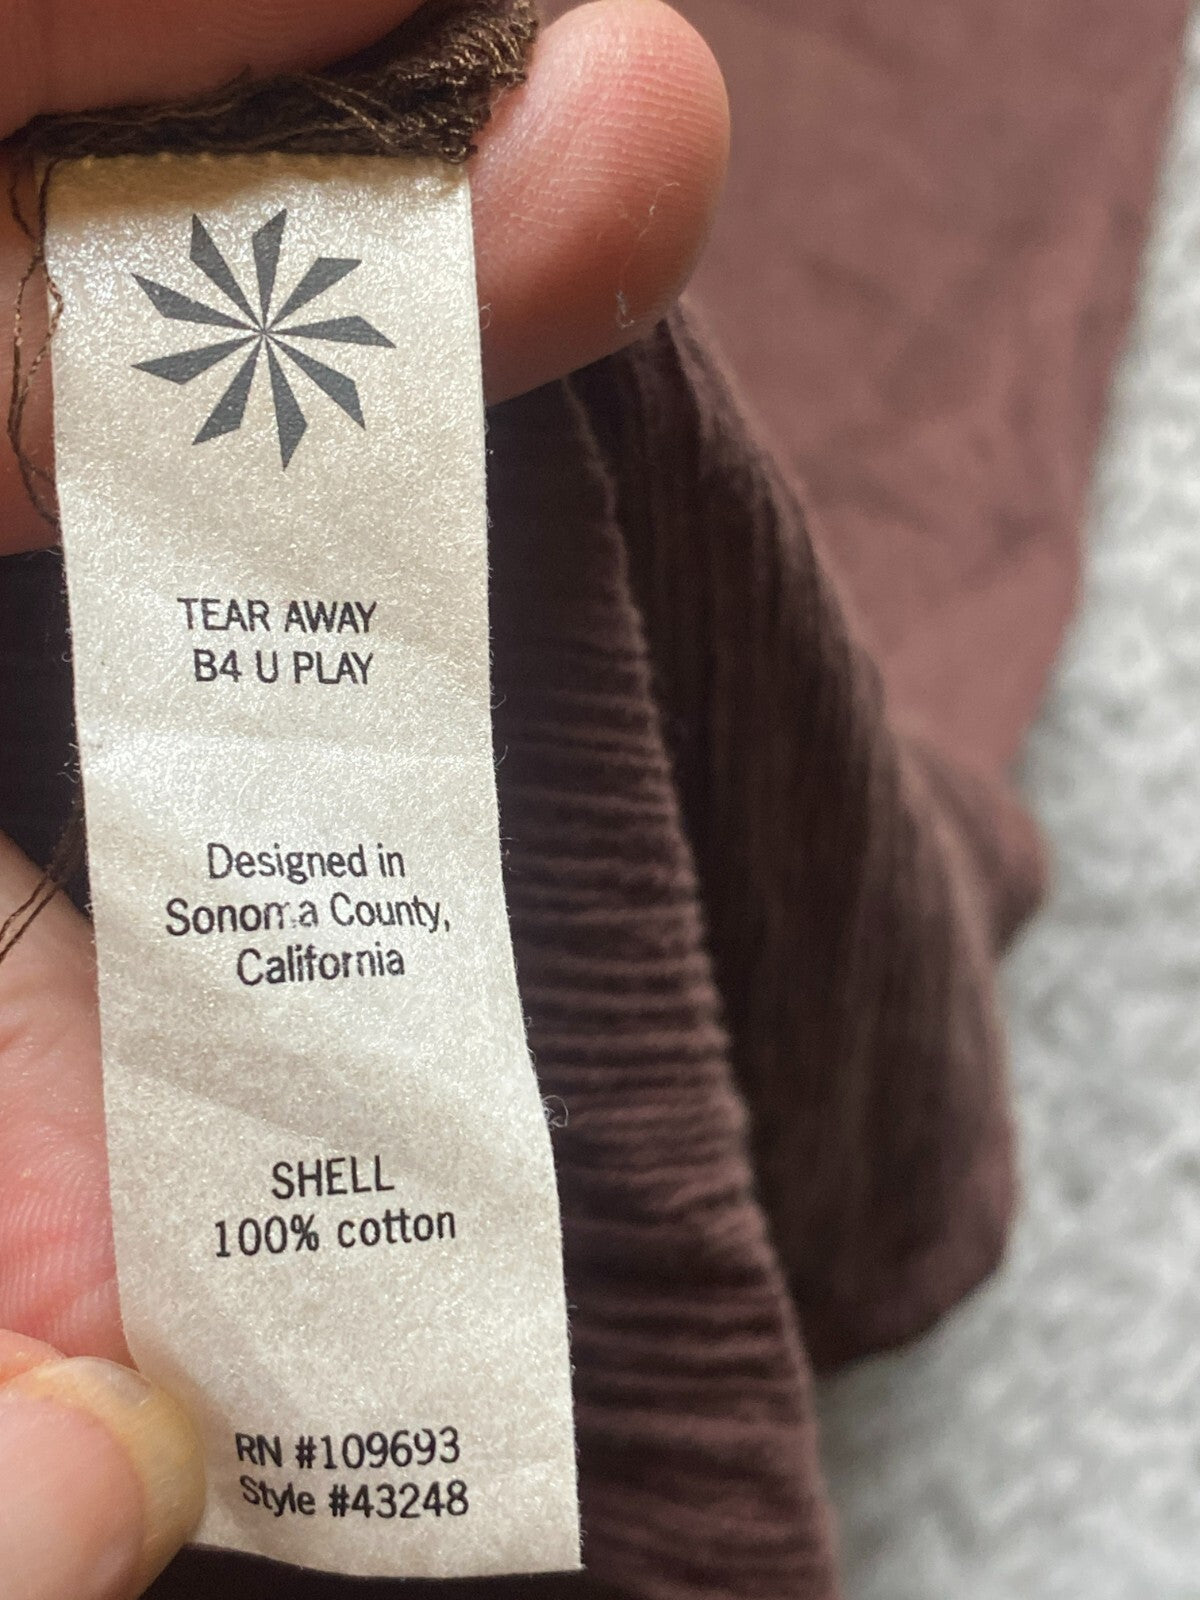 TEAR AWAY
B4 U PLAY
Designed in
Sonoma County,
California
SHELL
100% cotton
RN #109693
Style #43248